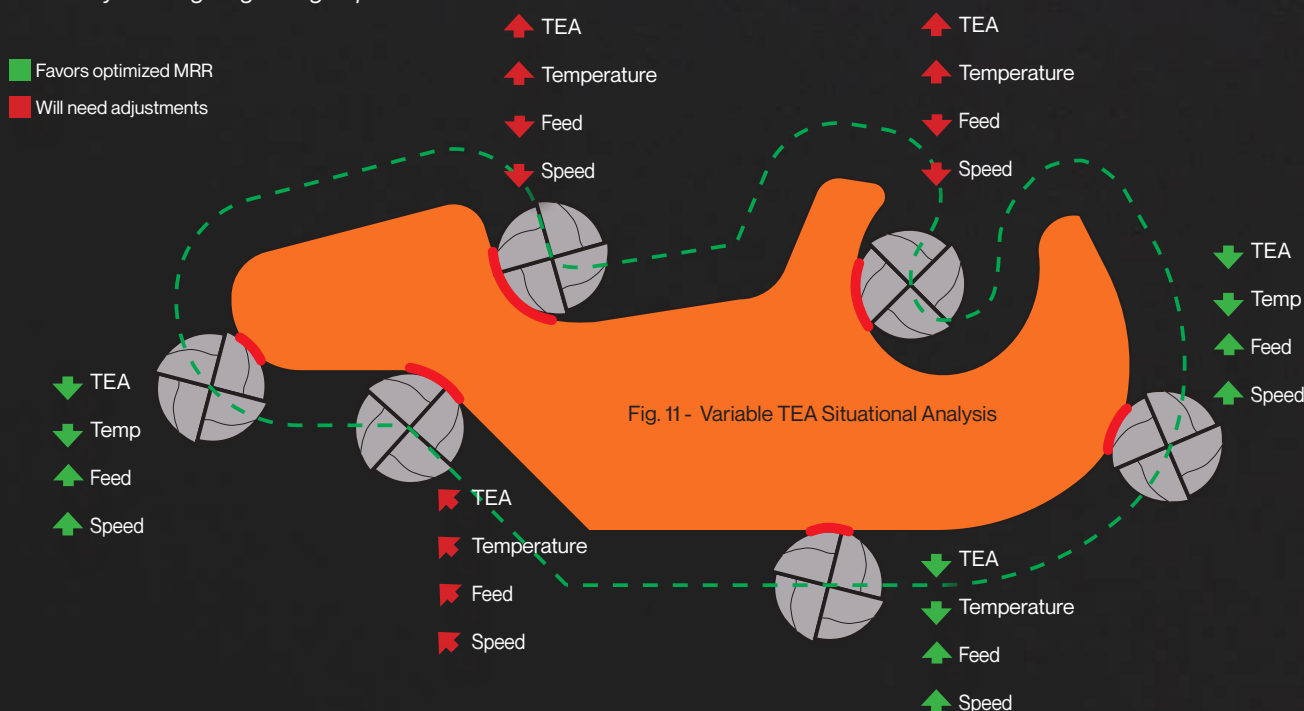 Favors optimized MRR
Will need adjustments
TEA
Temperature
Feed
Speed
TEA
Temperature
Feed
Speed
TEA
Temp
Feed
Speed
Fig. 11 - Variable TEA Situational Analysis
TEA
Temp
Feed
Speed
TEA
Temperature
Feed
Speed
TEA
Temperature
Feed
Speed